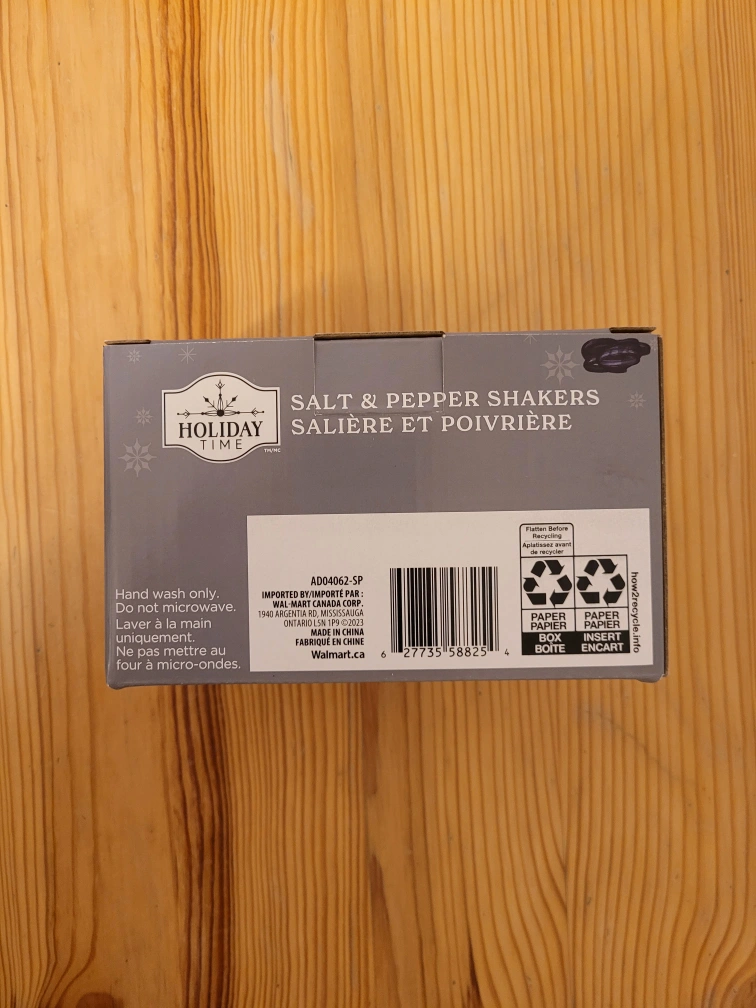 HOLIDAY
TIME
TM/MC
SALT & PEPPER SHAKERS
SALIÈRE ET POIVRIÈRE
Hand wash only.
Do not microwave.
Laver à la main
uniquement.
Ne pas mettre au
four à micro-ondes.
AD04062-SP
IMPORTED BY/IMPORTÉ PAR :
WAL-MART CANADA CORP.
1940 ARGENTIA RD, MISSISSAUGA
ONTARIO L5N 1P9 ©2023
MADE IN CHINA
FABRIQUÉ EN CHINE
Walmart.ca
6 27735 58825 4
Flatten Before
Recycling
Aplatissez avant
de recycler
PAPER
PAPIER
BOX
BOÎTE
PAPER
PAPIER
INSERT
ENCART
how2recycle.info